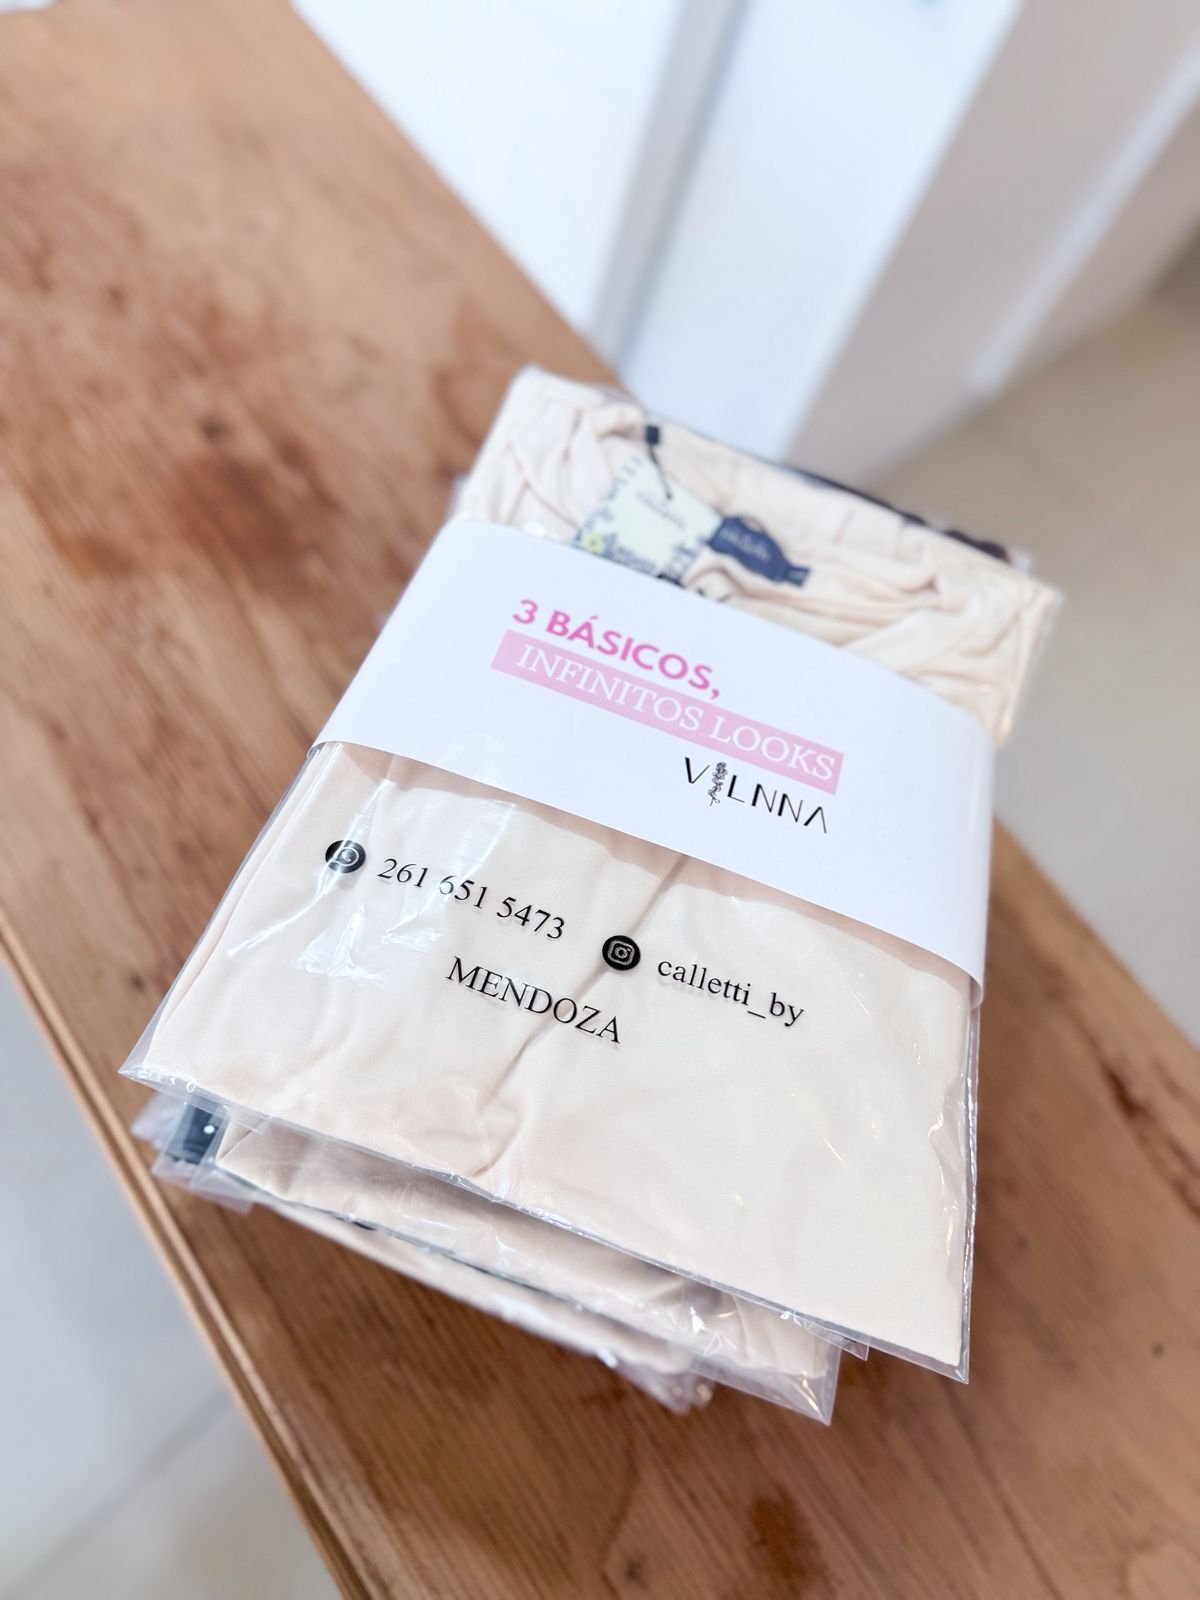 3 BÁSICOS,
INFINITOS LOOKS
VILNNA
261 651 5473
calletti_by
MENDOZA